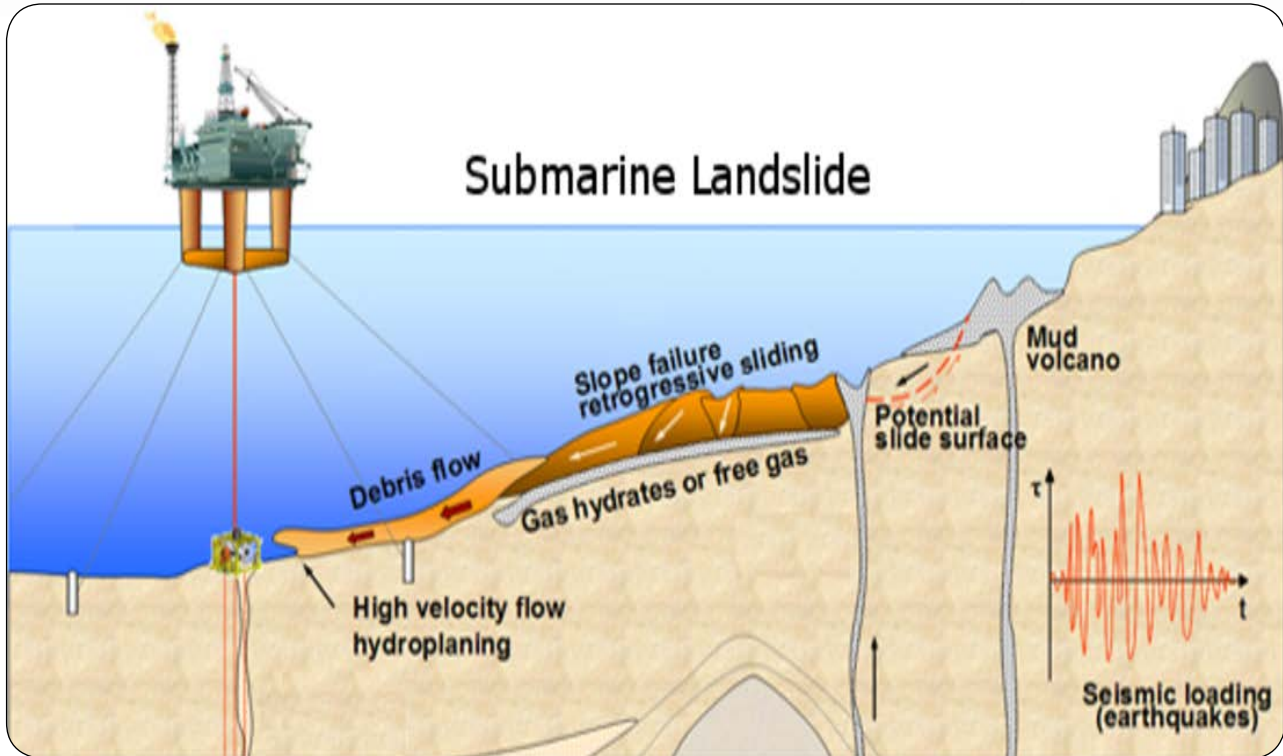 Submarine Landslide
Slope failure
retrogressive sliding
Mud
volcano
Potential
slide surface
Debris flow
Gas hydrates or free gas
High velocity flow
hydroplaning
τ
t
Seismic loading
(earthquakes)